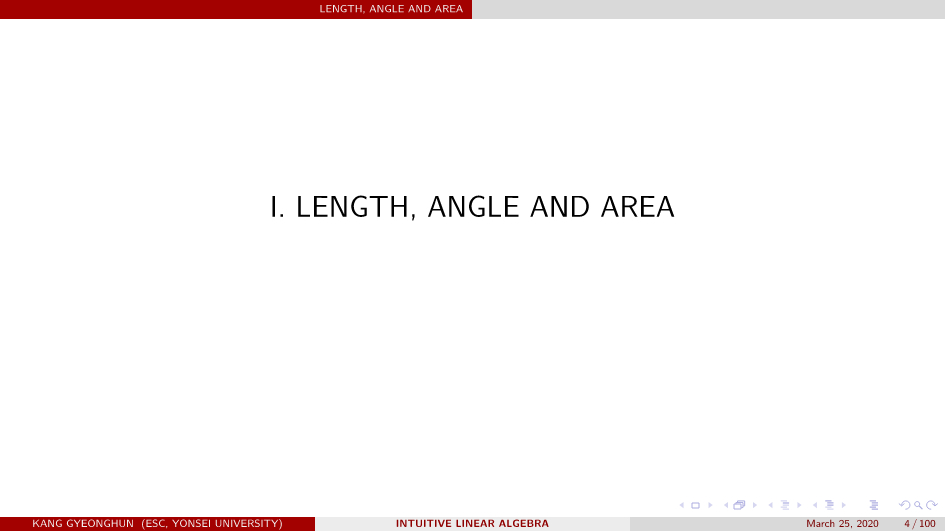 LENGTH, ANGLE AND AREA
I. LENGTH, ANGLE AND AREA
KANG GYEONGHUN (ESC, YONSEI UNIVERSITY) INTUITIVE LINEAR ALGEBRA March 25, 2020 4 / 100